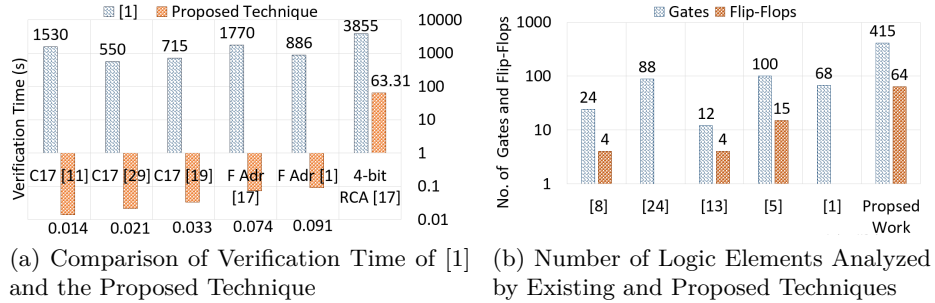 [1] Proposed Technique
1530 550 715 1770 886 3855 63.31
Verification Time (s)
10000
1000
100
10
1
0.1
0.01
C17 [11] C17 [29] C17 [19] F Adr [17] F Adr [1] 4-bit RCA [17]
0.014 0.021 0.033 0.074 0.091
(a) Comparison of Verification Time of [1]
and the Proposed Technique
Gates Flip-Flops
No. of Gates and Flip-Flops
1000
100
10
1
24 4 88 12 4 100 15 68 415 64
[8] [24] [13] [5] [1] Propsed Work
(b) Number of Logic Elements Analyzed
by Existing and Proposed Techniques